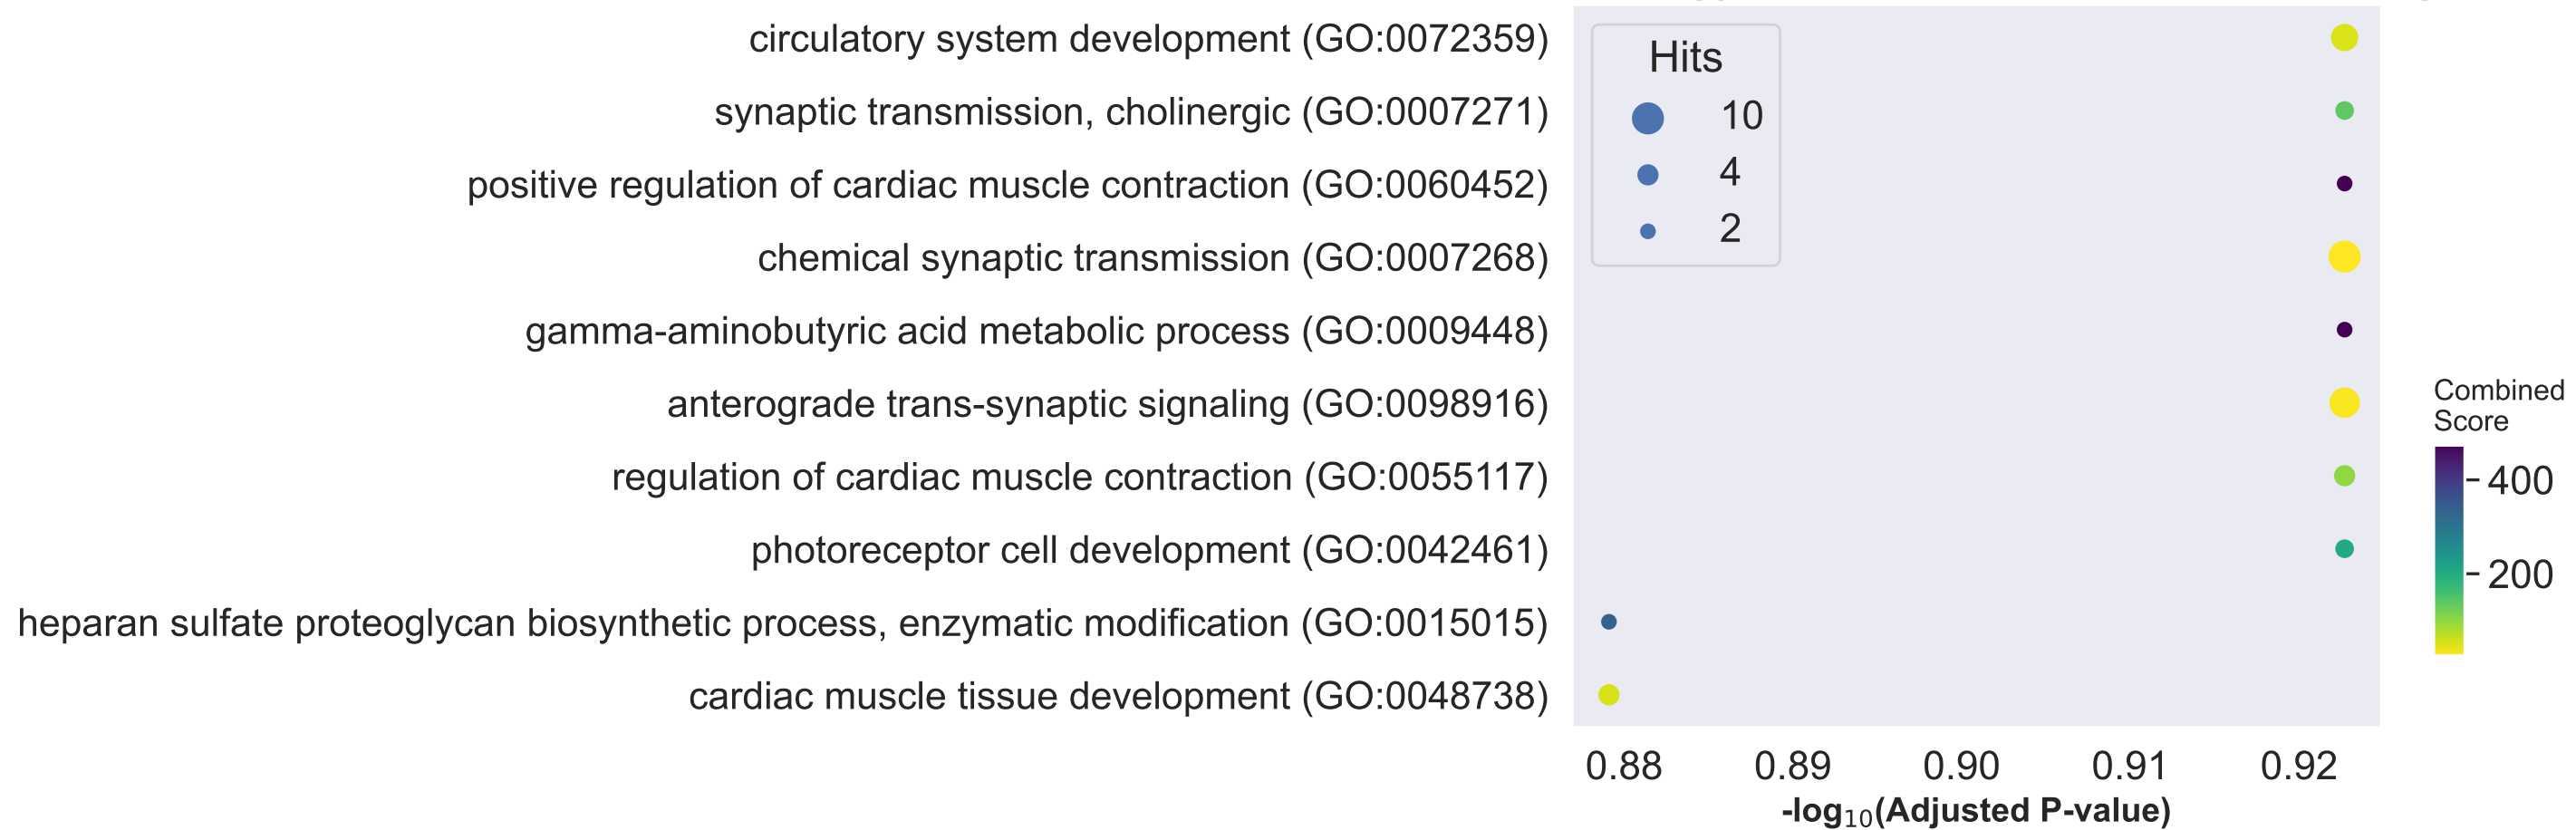 circulatory system development (GO:0072359)
synaptic transmission, cholinergic (GO:0007271)
positive regulation of cardiac muscle contraction (GO:0060452)
chemical synaptic transmission (GO:0007268)
gamma-aminobutyric acid metabolic process (GO:0009448)
anterograde trans-synaptic signaling (GO:0098916)
regulation of cardiac muscle contraction (GO:0055117)
photoreceptor cell development (GO:0042461)
heparan sulfate proteoglycan biosynthetic process, enzymatic modification (GO:0015015)
cardiac muscle tissue development (GO:0048738)
Hits
10
4
2
Combined
Score
400
200
0.88 0.89 0.90 0.91 0.92
-log₁₀(Adjusted P-value)